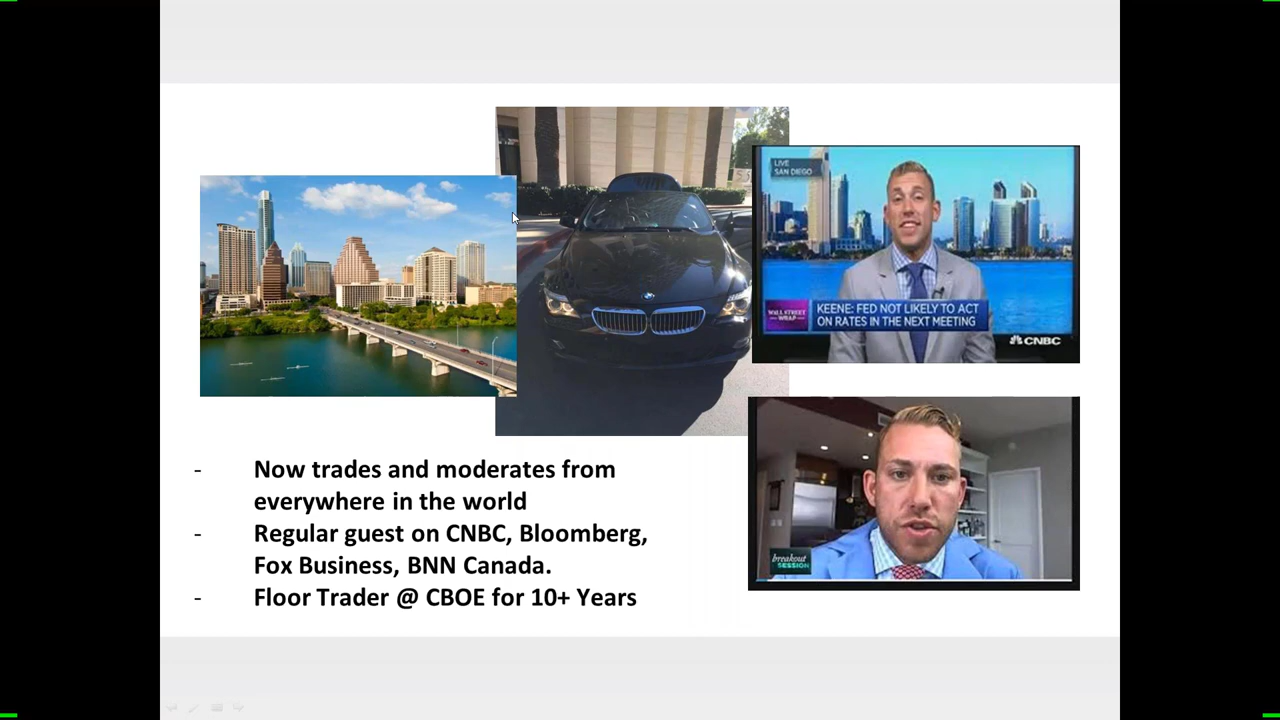 LIVE
SAN DIEGO
WALL STREET
WRAP
KEENE: FED NOT LIKELY TO ACT
ON RATES IN THE NEXT MEETING
CNBC
breakout
SESSION
- Now trades and moderates from
everywhere in the world
- Regular guest on CNBC, Bloomberg,
Fox Business, BNN Canada.
- Floor Trader @ CBOE for 10+ Years